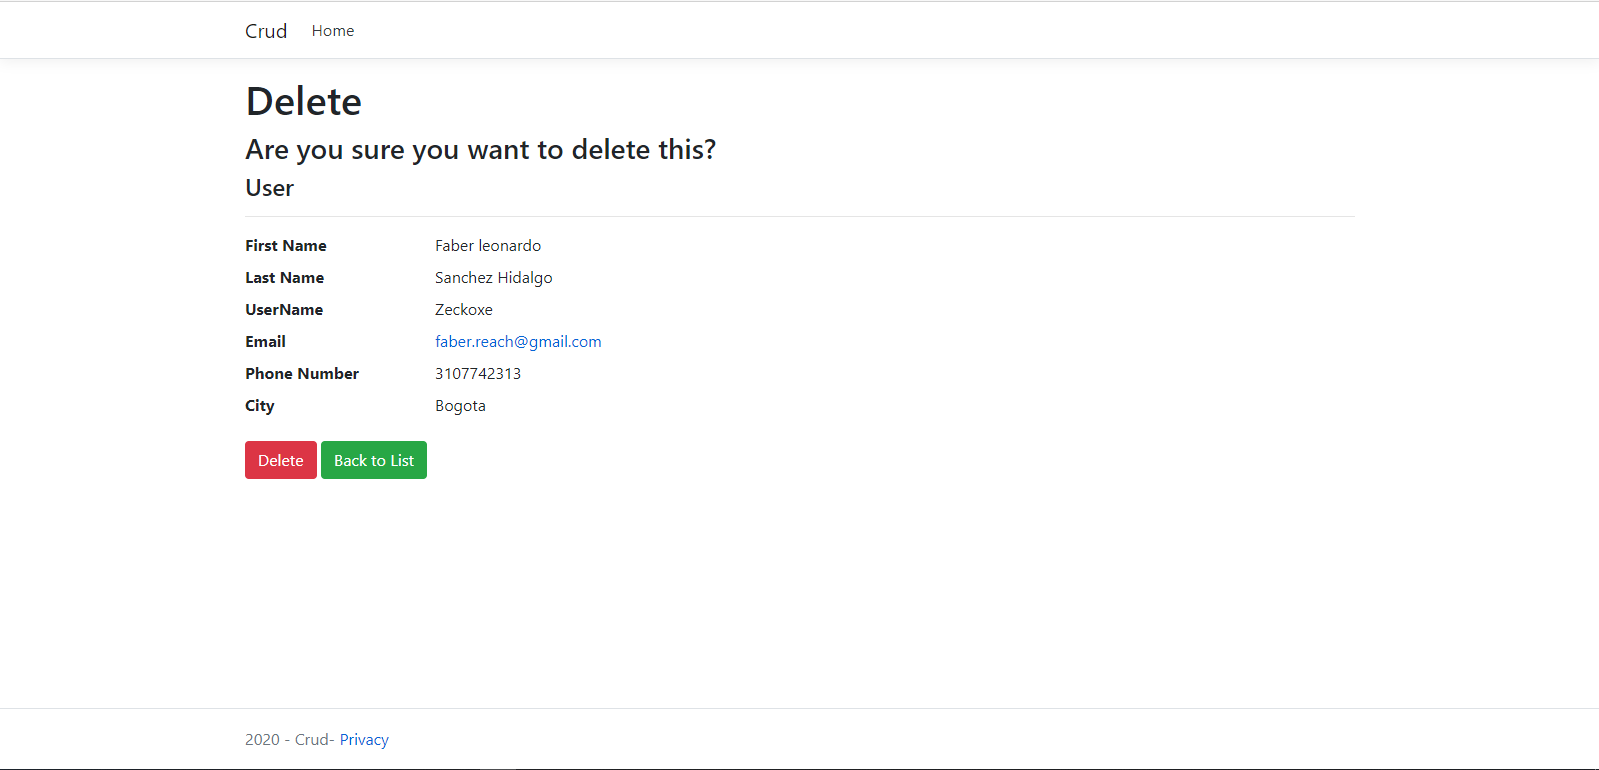 Crud Home
Delete
Are you sure you want to delete this?
User
First Name Faber leonardo
Last Name Sanchez Hidalgo
UserName Zeckoxe
Email faber.reach@gmail.com
Phone Number 3107742313
City Bogota
Delete Back to List
2020 - Crud- Privacy